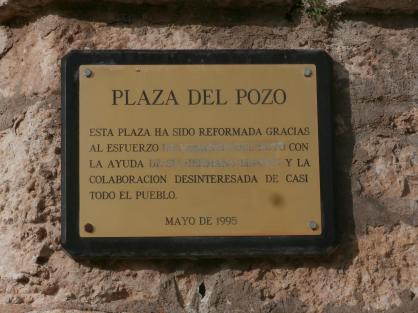 PLAZA DEL POZO
ESTA PLAZA HA SIDO REFORMADA GRACIAS
AL ESFUERZO CON
LA AYUDA Y LA
COLABORACION DESINTERESADA DE CASI
TODO EL PUEBLO.
MAYO DE 1995